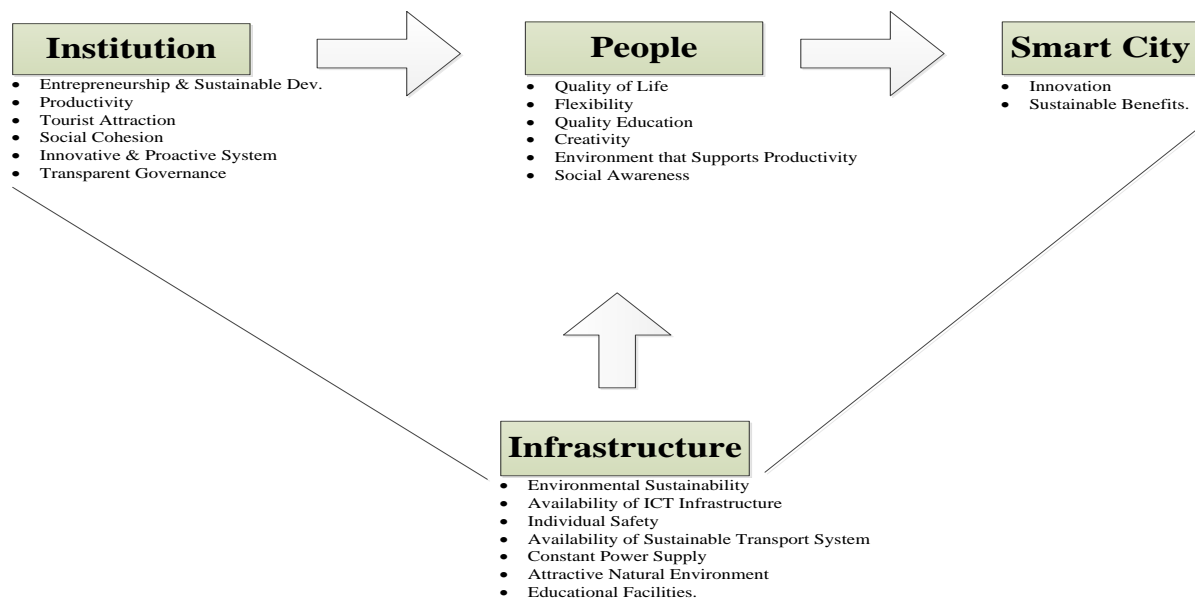 Institution
• Entrepreneurship & Sustainable Dev.
• Productivity
• Tourist Attraction
• Social Cohesion
• Innovative & Proactive System
• Transparent Governance
People
• Quality of Life
• Flexibility
• Quality Education
• Creativity
• Environment that Supports Productivity
• Social Awareness
Smart City
• Innovation
• Sustainable Benefits.
Infrastructure
• Environmental Sustainability
• Availability of ICT Infrastructure
• Individual Safety
• Availability of Sustainable Transport System
• Constant Power Supply
• Attractive Natural Environment
• Educational Facilities.